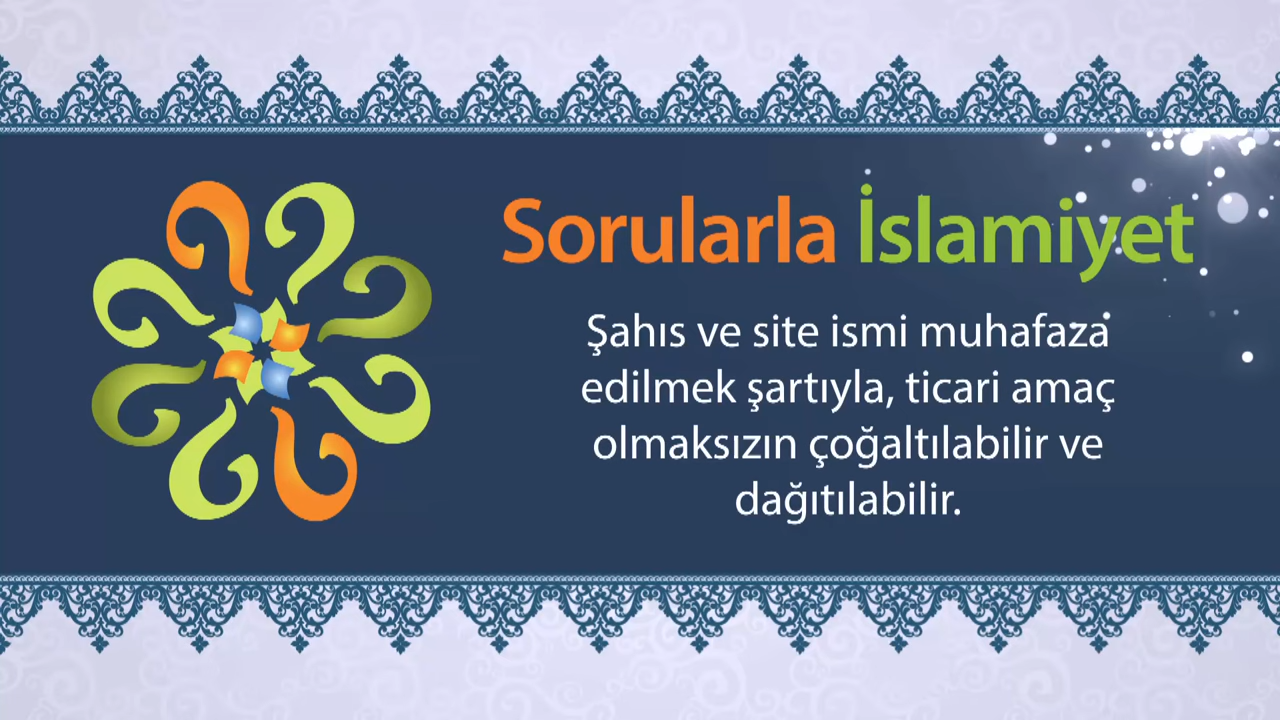 Sorularla İslamiyet
Şahıs ve site ismi muhafaza
edilmek şartıyla, ticari amaç
olmaksızın çoğaltılabilir ve
dağıtılabilir.